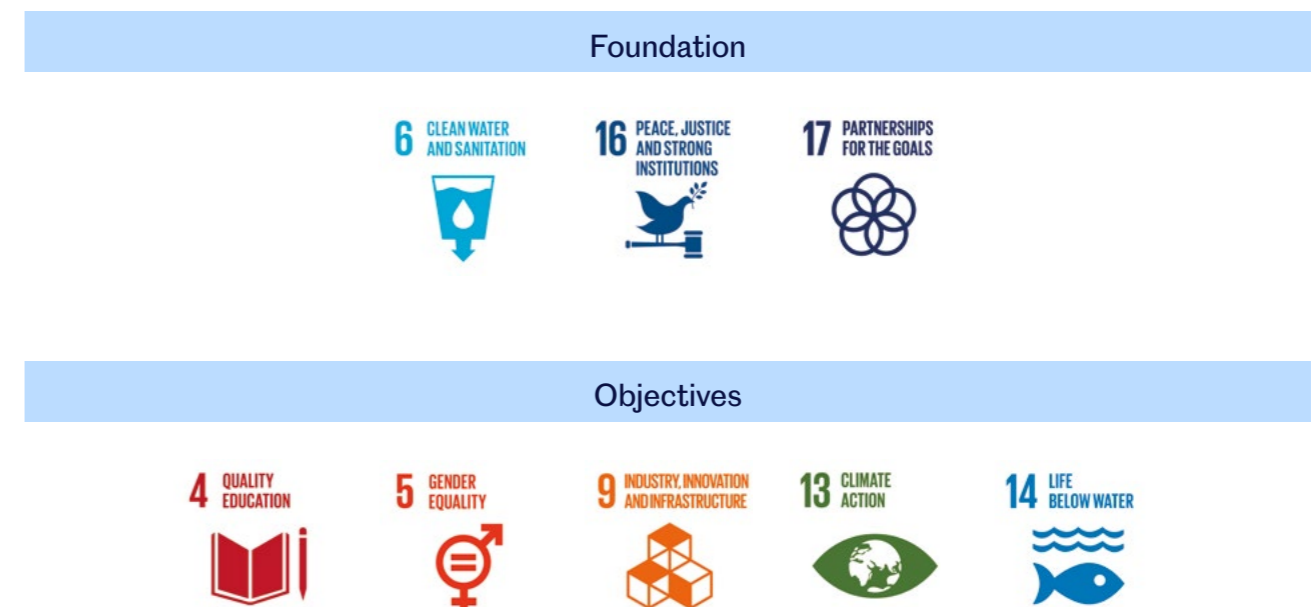 Foundation
6 CLEAN WATER
AND SANITATION
16 PEACE, JUSTICE
AND STRONG
INSTITUTIONS
17 PARTNERSHIPS
FOR THE GOALS
Objectives
4 QUALITY
EDUCATION
5 GENDER
EQUALITY
9 INDUSTRY, INNOVATION
AND INFRASTRUCTURE
13 CLIMATE
ACTION
14 LIFE
BELOW WATER